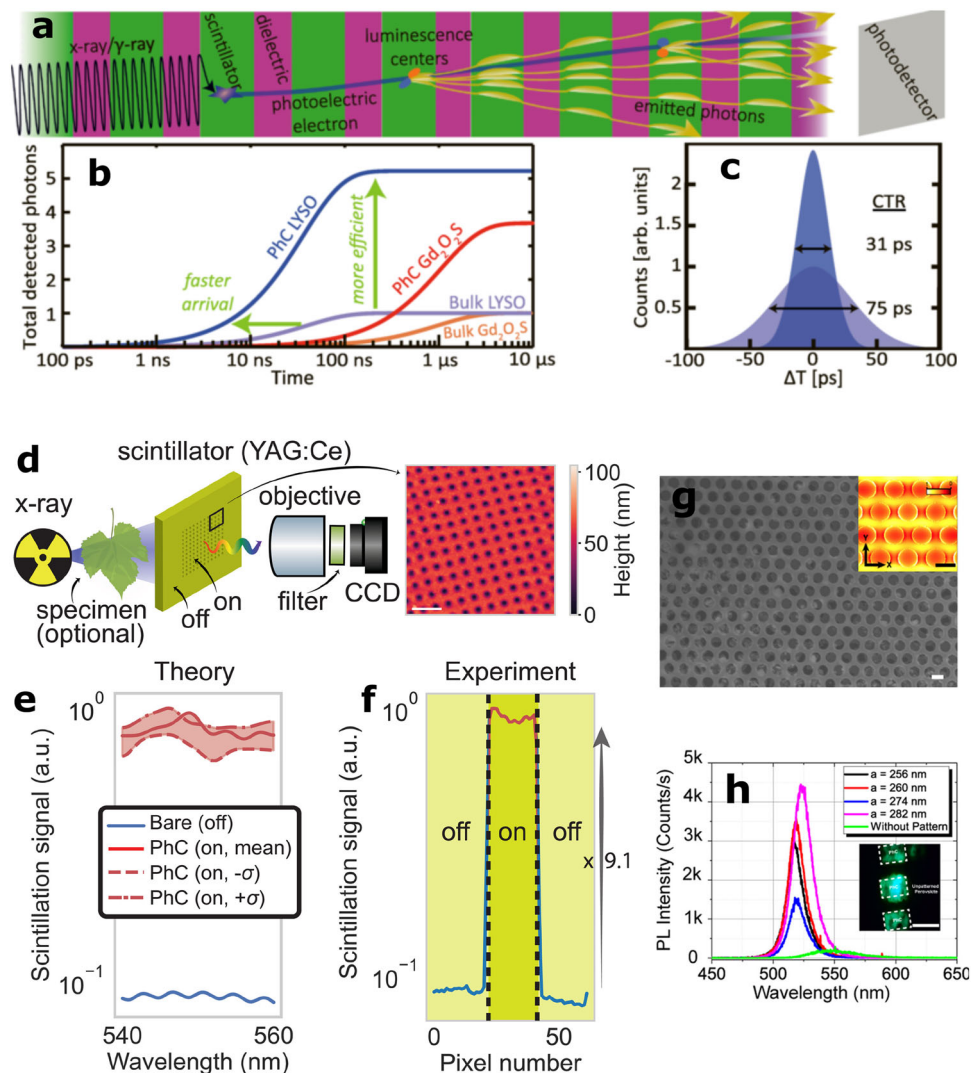 a
x-ray/γ-ray
scintillator
dielectric
photoelectric
electron
luminescence
centers
emitted photons
photodetector
b
Total detected photons
5
4
3
2
1
0
100 ps
1 ns
10 ns
100 ns
1 µs
10 µs
Time
PhC LYSO
PhC Gd₂O₂S
Bulk LYSO
Bulk Gd₂O₂S
faster
arrival
more efficient
c
Counts [arb. units]
2
1.5
1
0.5
-100
-50
0
50
100
ΔT [ps]
CTR
31 ps
75 ps
d
scintillator (YAG:Ce)
x-ray
objective
specimen
(optional)
off
on
filter
CCD
100
50
0
Height (nm)
g
Y
X
e
Theory
Scintillation signal (a.u.)
10⁰
10⁻¹
Bare (off)
PhC (on, mean)
PhC (on, -σ)
PhC (on, +σ)
540
560
Wavelength (nm)
f
Experiment
Scintillation signal (a.u.)
10⁰
10⁻¹
off
on
off
x 9.1
0
50
Pixel number
h
PL Intensity (Counts/s)
5k
4k
3k
2k
1k
0
a = 256 nm
a = 260 nm
a = 274 nm
a = 282 nm
Without Pattern
PhC
PhC
PhC
Unpatterned
Perovskite
450
500
550
600
650
Wavelength (nm)